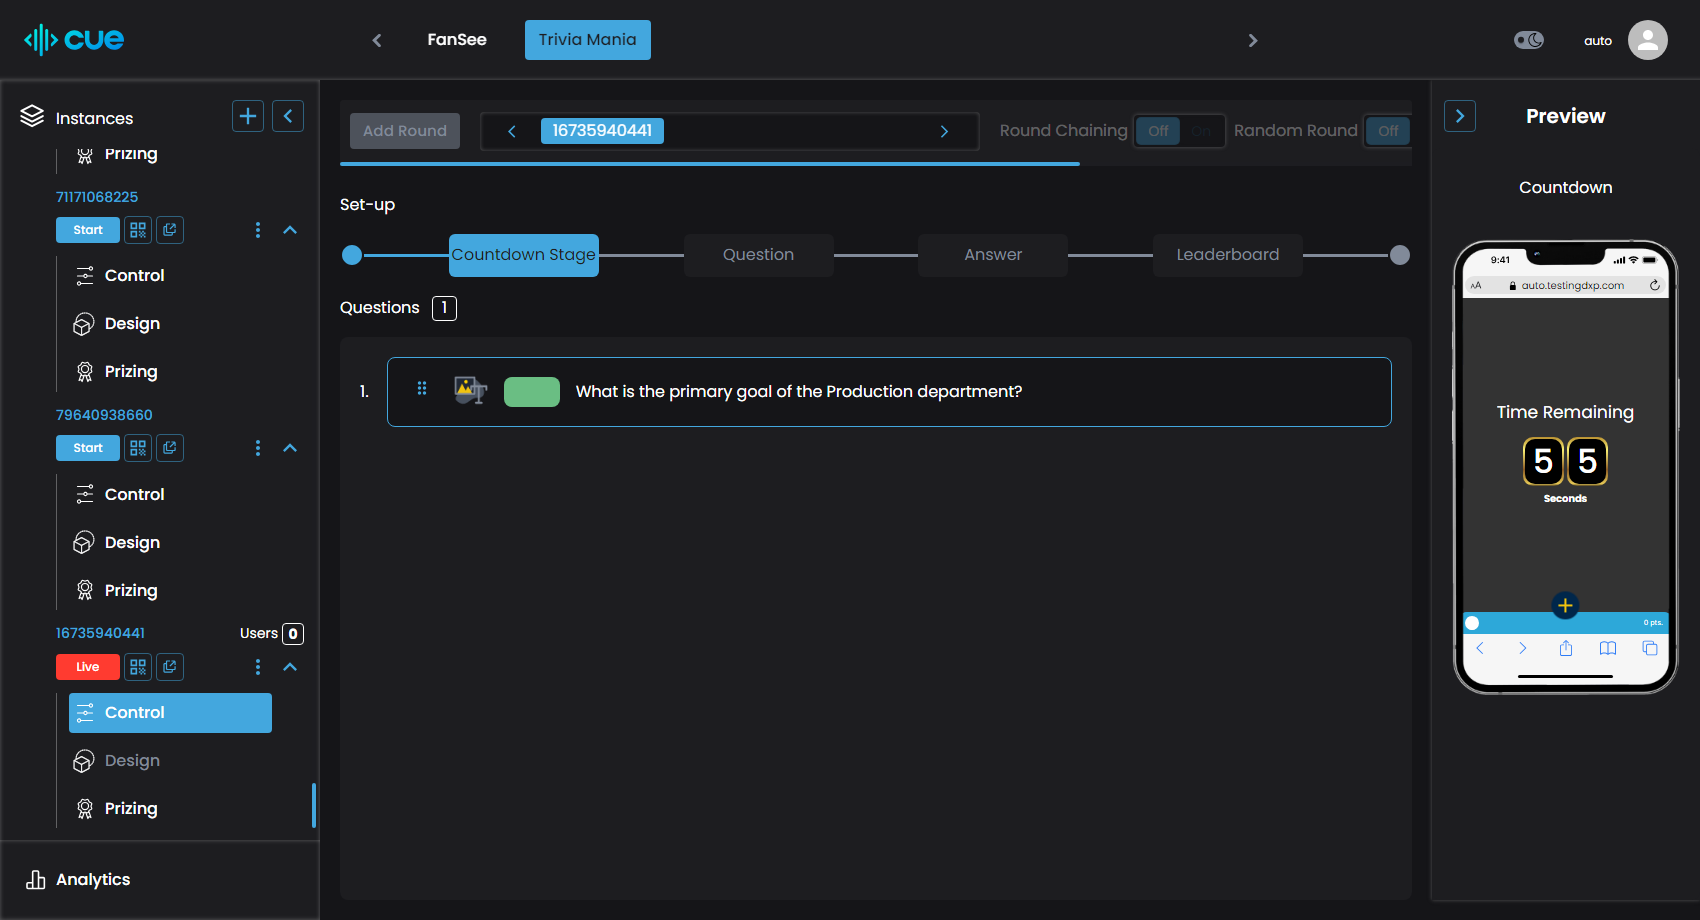 cue
FanSee
Trivia Mania
auto
Instances
Prizing
71171068225
Start
Control
Design
Prizing
79640938660
Start
Control
Design
Prizing
16735940441
Users 0
Live
Control
Design
Prizing
Analytics
Add Round
16735940441
Round Chaining
Off
On
Random Round
Off
Set-up
Countdown Stage
Question
Answer
Leaderboard
Questions 1
1.
What is the primary goal of the Production department?
Preview
Countdown
9:41
AA
auto.testingdxp.com
Time Remaining
5 5
Seconds
0 pts.